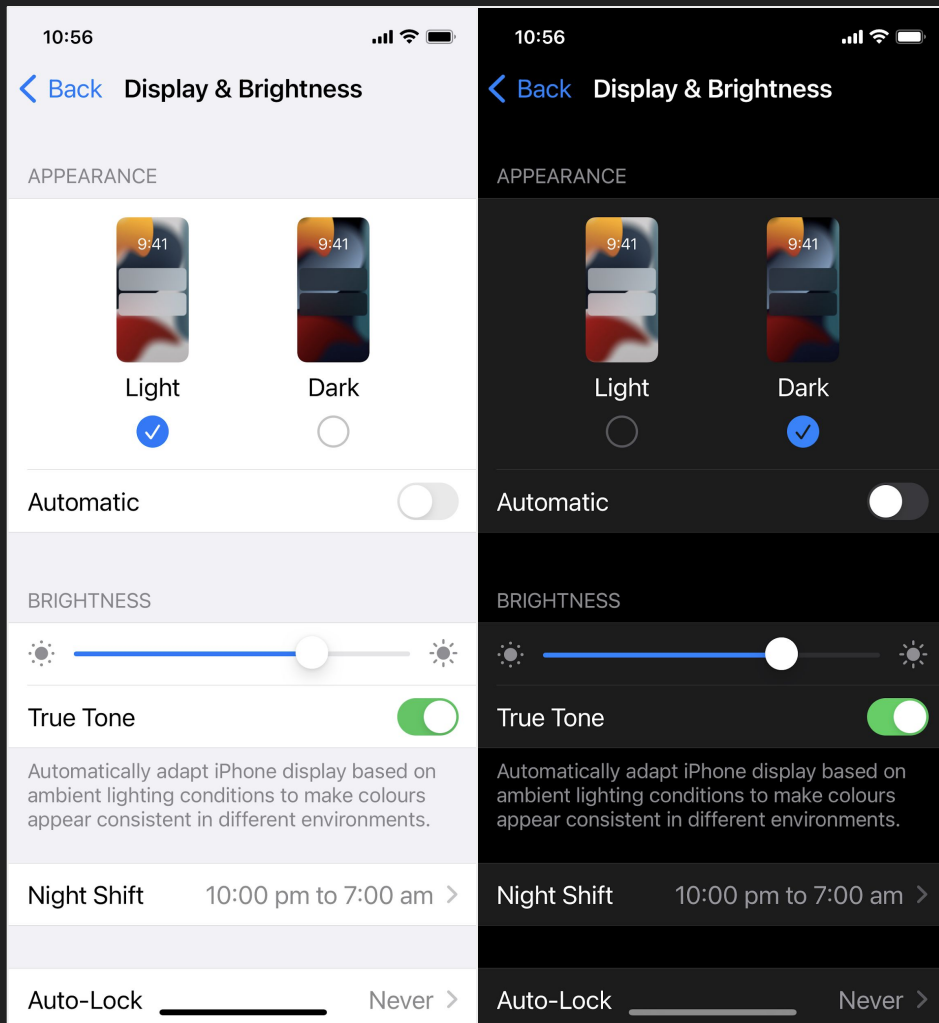 10:56
Back Display & Brightness
APPEARANCE
9:41 9:41
Light Dark
Automatic
BRIGHTNESS
True Tone
Automatically adapt iPhone display based on
ambient lighting conditions to make colours
appear consistent in different environments.
Night Shift 10:00 pm to 7:00 am
Auto-Lock Never
10:56
Back Display & Brightness
APPEARANCE
9:41 9:41
Light Dark
Automatic
BRIGHTNESS
True Tone
Automatically adapt iPhone display based on
ambient lighting conditions to make colours
appear consistent in different environments.
Night Shift 10:00 pm to 7:00 am
Auto-Lock Never